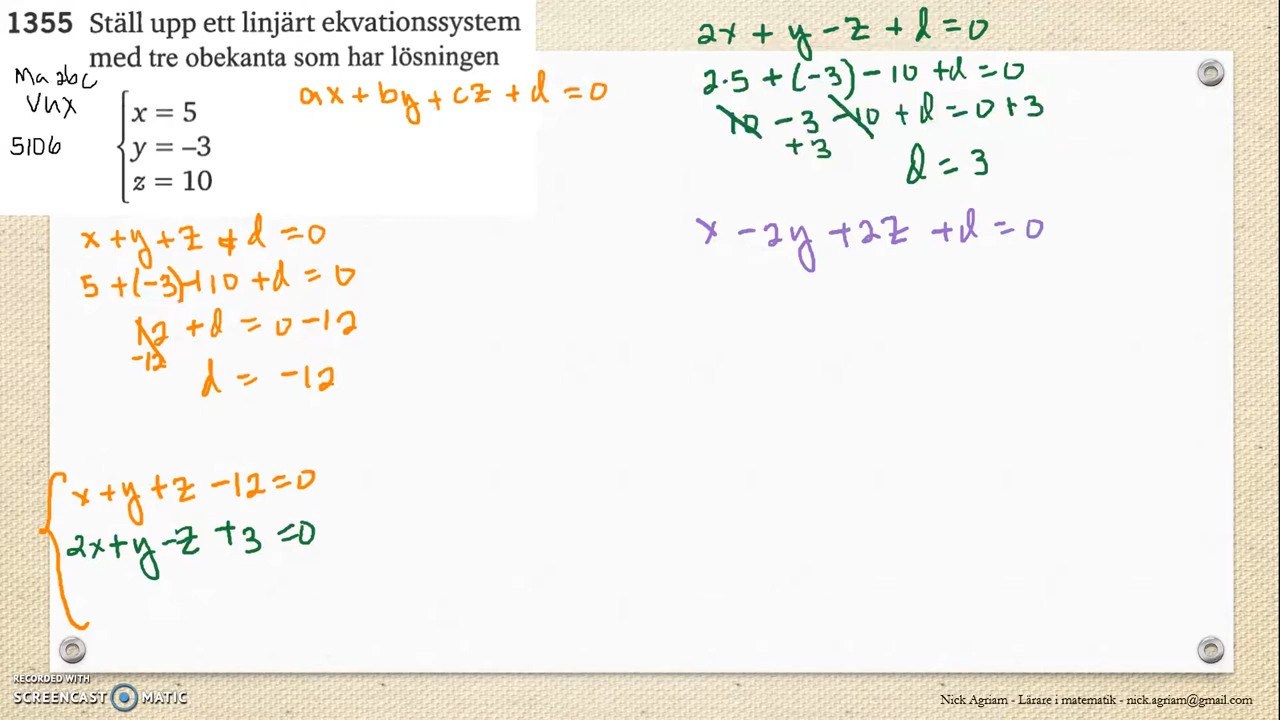 1355 Ställ upp ett linjärt ekvationssystem
med tre obekanta som har lösningen
Ma2bc
VUX
5106
x = 5
y = –3
z = 10
ax + by + cz + d = 0
x + y + z + d = 0
5 + (-3) + 10 + d = 0
12 + d = 0 - 12
-12
d = -12
x + y + z - 12 = 0
2x + y - z + 3 = 0
2x + y - z + d = 0
2·5 + (-3) - 10 + d = 0
10 - 3 - 10 + d = 0 + 3
+ 3
d = 3
x - 2y + 2z + d = 0
RECORDED WITH
SCREENCAST MATIC
Nick Agriam - Lärare i matematik - nick.agriam@gmail.com